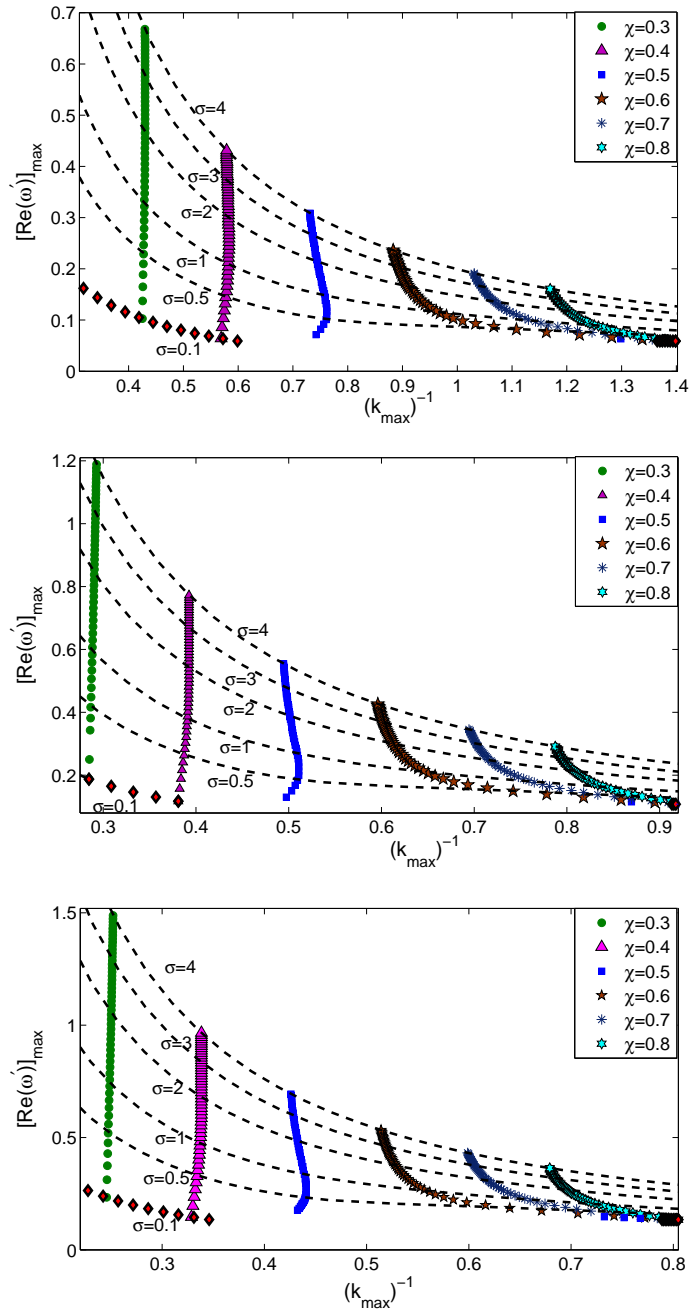 0.7
0.6
0.5
0.4
0.3
0.2
0.1
0
[Re(ω′)]max
σ=4
σ=3
σ=2
σ=1
σ=0.5
σ=0.1
χ=0.3
χ=0.4
χ=0.5
χ=0.6
χ=0.7
χ=0.8
0.4 0.5 0.6 0.7 0.8 0.9 1 1.1 1.2 1.3 1.4
(kmax)−1
1.2
1
0.8
0.6
0.4
0.2
[Re(ω′)]max
σ=4
σ=3
σ=2
σ=1
σ=0.5
σ=0.1
χ=0.3
χ=0.4
χ=0.5
χ=0.6
χ=0.7
χ=0.8
0.3 0.4 0.5 0.6 0.7 0.8 0.9
(kmax)−1
1.5
1
0.5
0
[Re(ω′)]max
σ=4
σ=3
σ=2
σ=1
σ=0.5
σ=0.1
χ=0.3
χ=0.4
χ=0.5
χ=0.6
χ=0.7
χ=0.8
0.3 0.4 0.5 0.6 0.7 0.8
(kmax)−1